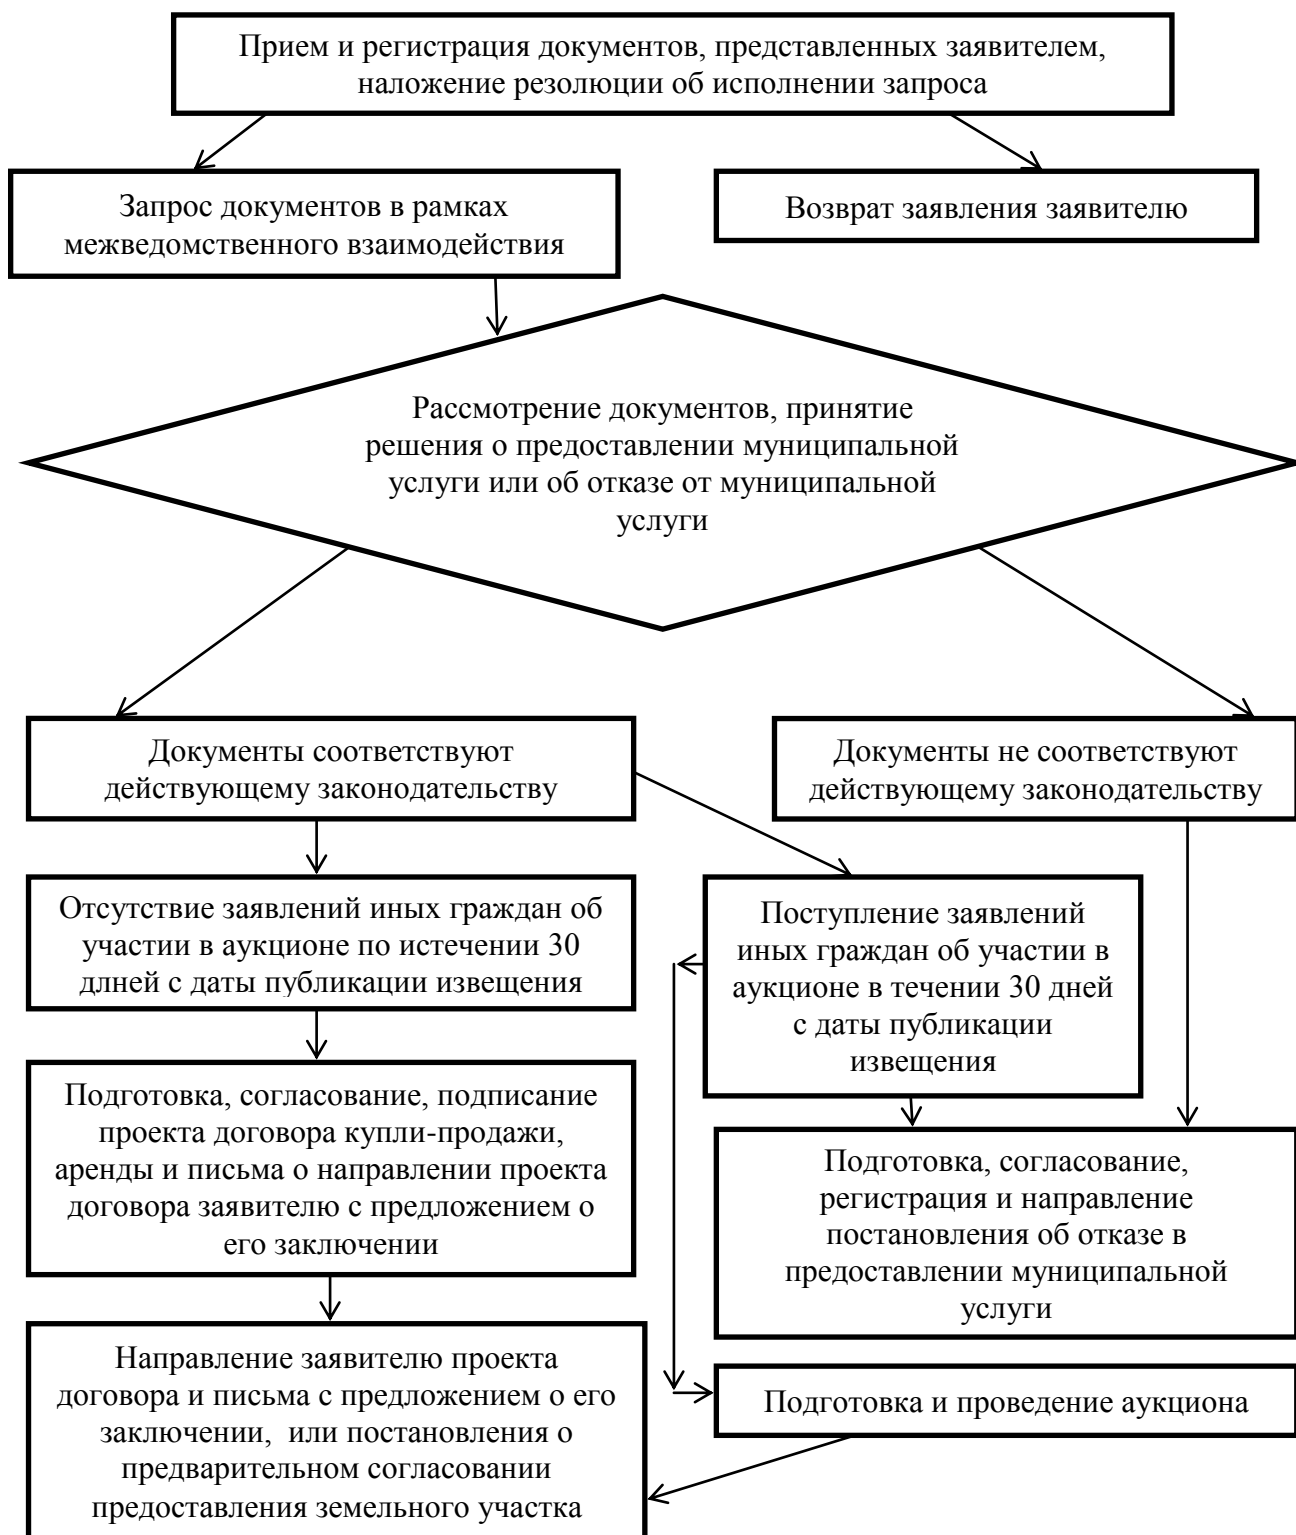 Прием и регистрация документов, представленных заявителем,
наложение резолюции об исполнении запроса
Запрос документов в рамках
межведомственного взаимодействия
Возврат заявления заявителю
Рассмотрение документов, принятие
решения о предоставлении муниципальной
услуги или об отказе от муниципальной
услуги
Документы соответствуют
действующему законодательству
Документы не соответствуют
действующему законодательству
Отсутствие заявлений иных граждан об
участии в аукционе по истечении 30
длней с даты публикации извещения
Поступление заявлений
иных граждан об участии в
аукционе в течении 30 дней
с даты публикации
извещения
Подготовка, согласование, подписание
проекта договора купли-продажи,
аренды и письма о направлении проекта
договора заявителю с предложением о
его заключении
Подготовка, согласование,
регистрация и направление
постановления об отказе в
предоставлении муниципальной
услуги
Направление заявителю проекта
договора и письма с предложением о его
заключении, или постановления о
предварительном согласовании
предоставления земельного участка
Подготовка и проведение аукциона